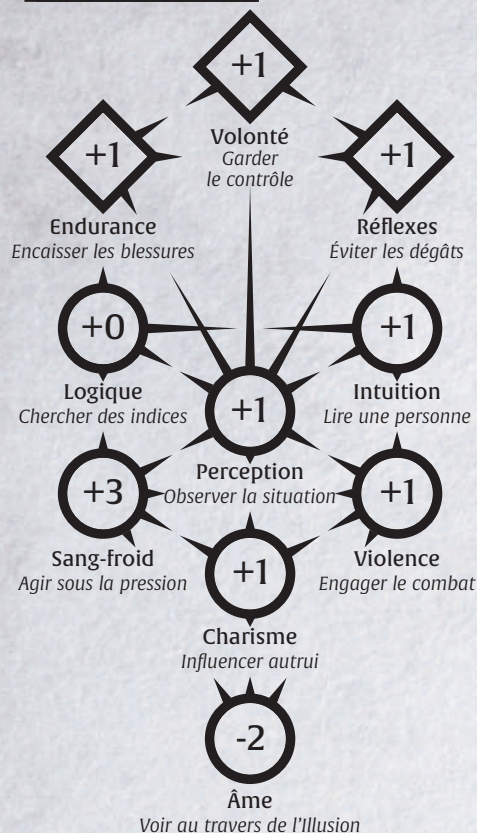 +1
Volonté
Garder
le contrôle
+1
Endurance
Encaisser les blessures
+1
Réflexes
Éviter les dégâts
+0
Logique
Chercher des indices
+1
Intuition
Lire une personne
+1
Perception
Observer la situation
+3
Sang-froid
Agir sous la pression
+1
Violence
Engager le combat
+1
Charisme
Influencer autrui
-2
Âme
Voir au travers de l’Illusion